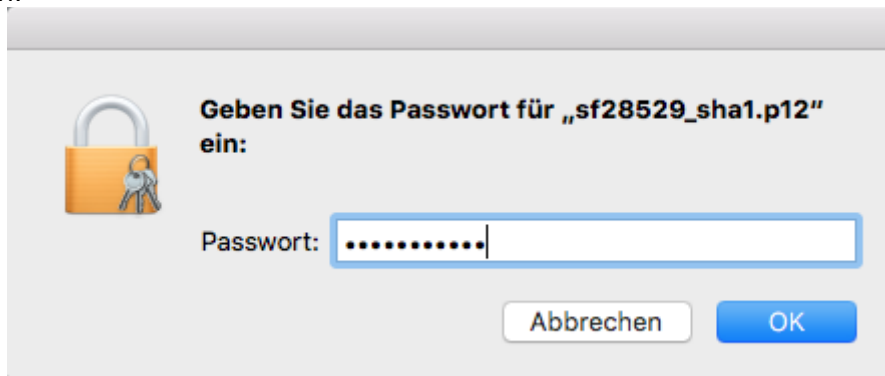 Geben Sie das Passwort für „sf28529_sha1.p12“
ein:
Passwort: •••••••••••
Abbrechen
OK